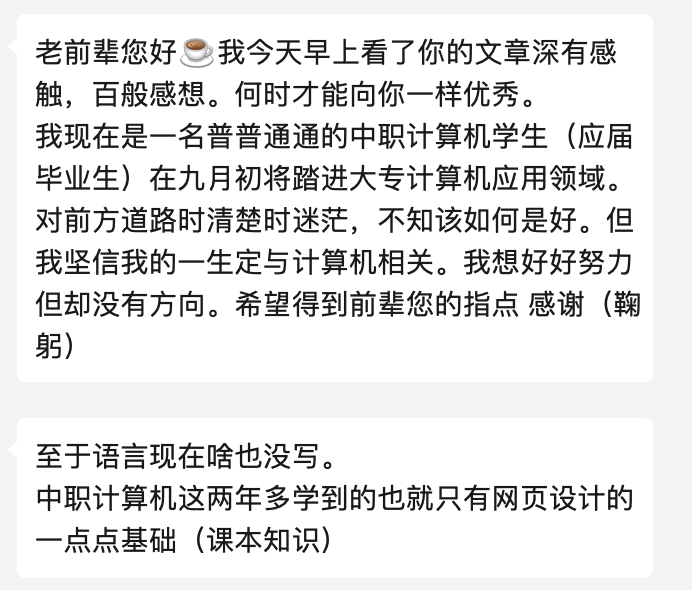 老前辈您好☕我今天早上看了你的文章深有感
触，百般感想。何时才能向你一样优秀。
我现在是一名普普通通的中职计算机学生（应届
毕业生）在九月初将踏进大专计算机应用领域。
对前方道路时清楚时迷茫，不知该如何是好。但
我坚信我的一生定与计算机相关。我想好好努力
但却没有方向。希望得到前辈您的指点 感谢（鞠
躬）
至于语言现在啥也没写。
中职计算机这两年多学到的也就只有网页设计的
一点点基础（课本知识）